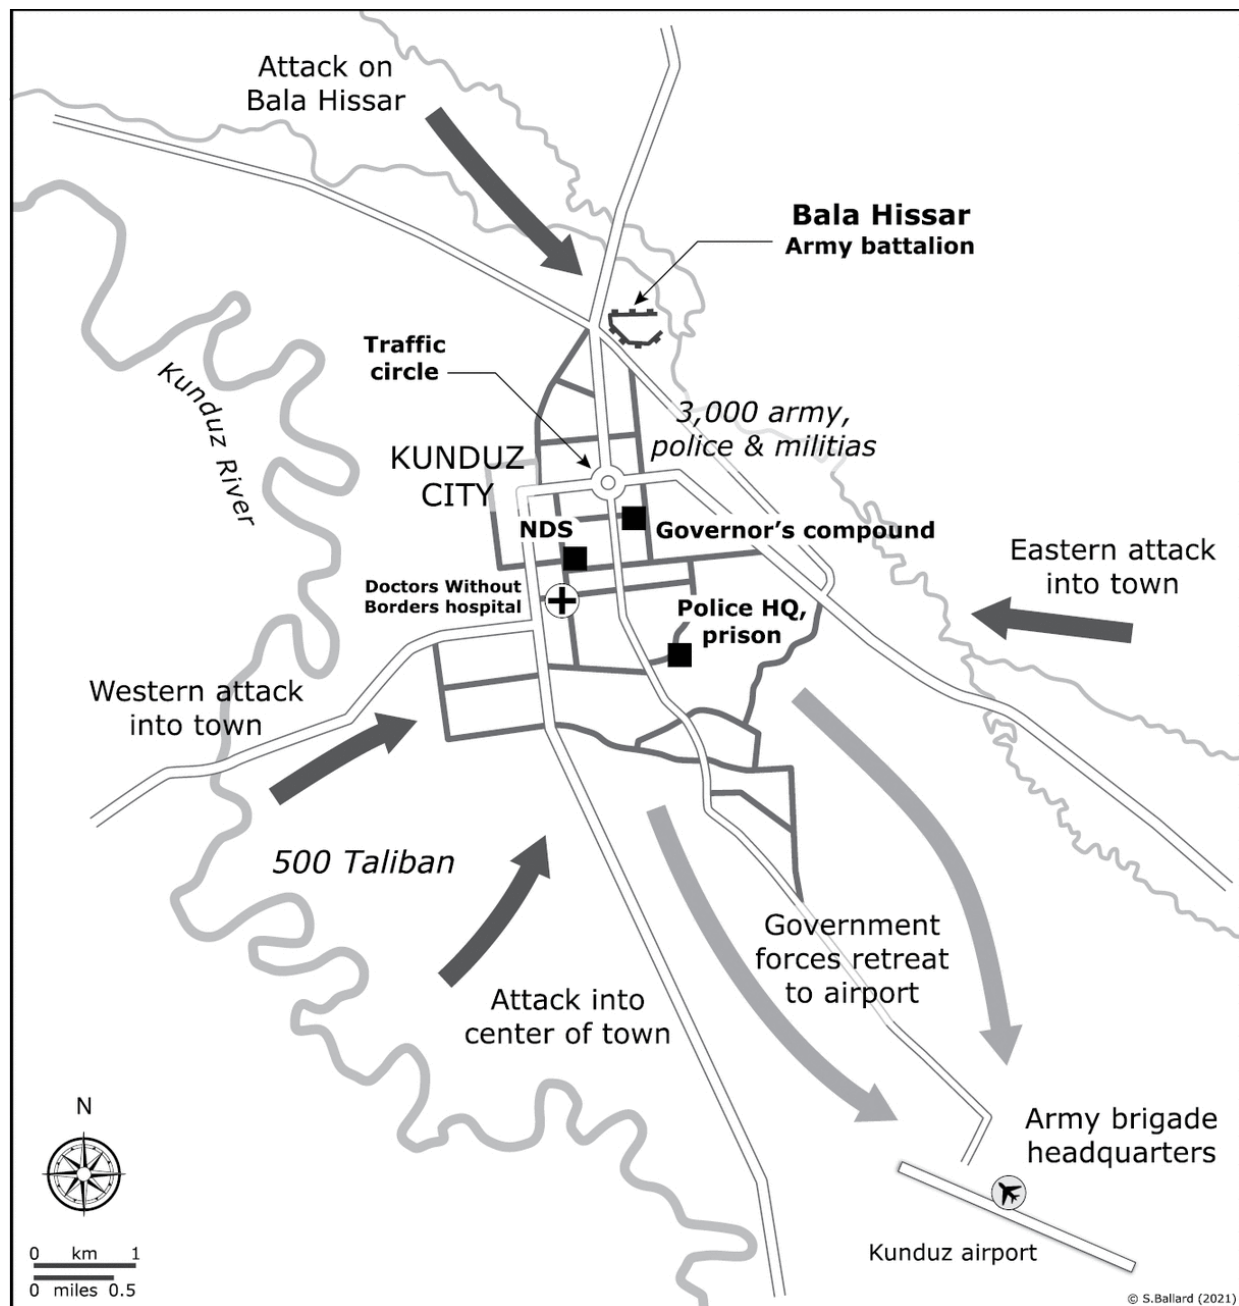 Attack on
Bala Hissar
Bala Hissar
Army battalion
Traffic
circle
Kunduz River
3,000 army,
police & militias
KUNDUZ
CITY
NDS
Governor's compound
Doctors Without
Borders hospital
Eastern attack
into town
Police HQ,
prison
Western attack
into town
500 Taliban
Attack into
center of town
Government
forces retreat
to airport
Army brigade
headquarters
Kunduz airport
N
0 km 1
0 miles 0.5
© S.Ballard (2021)